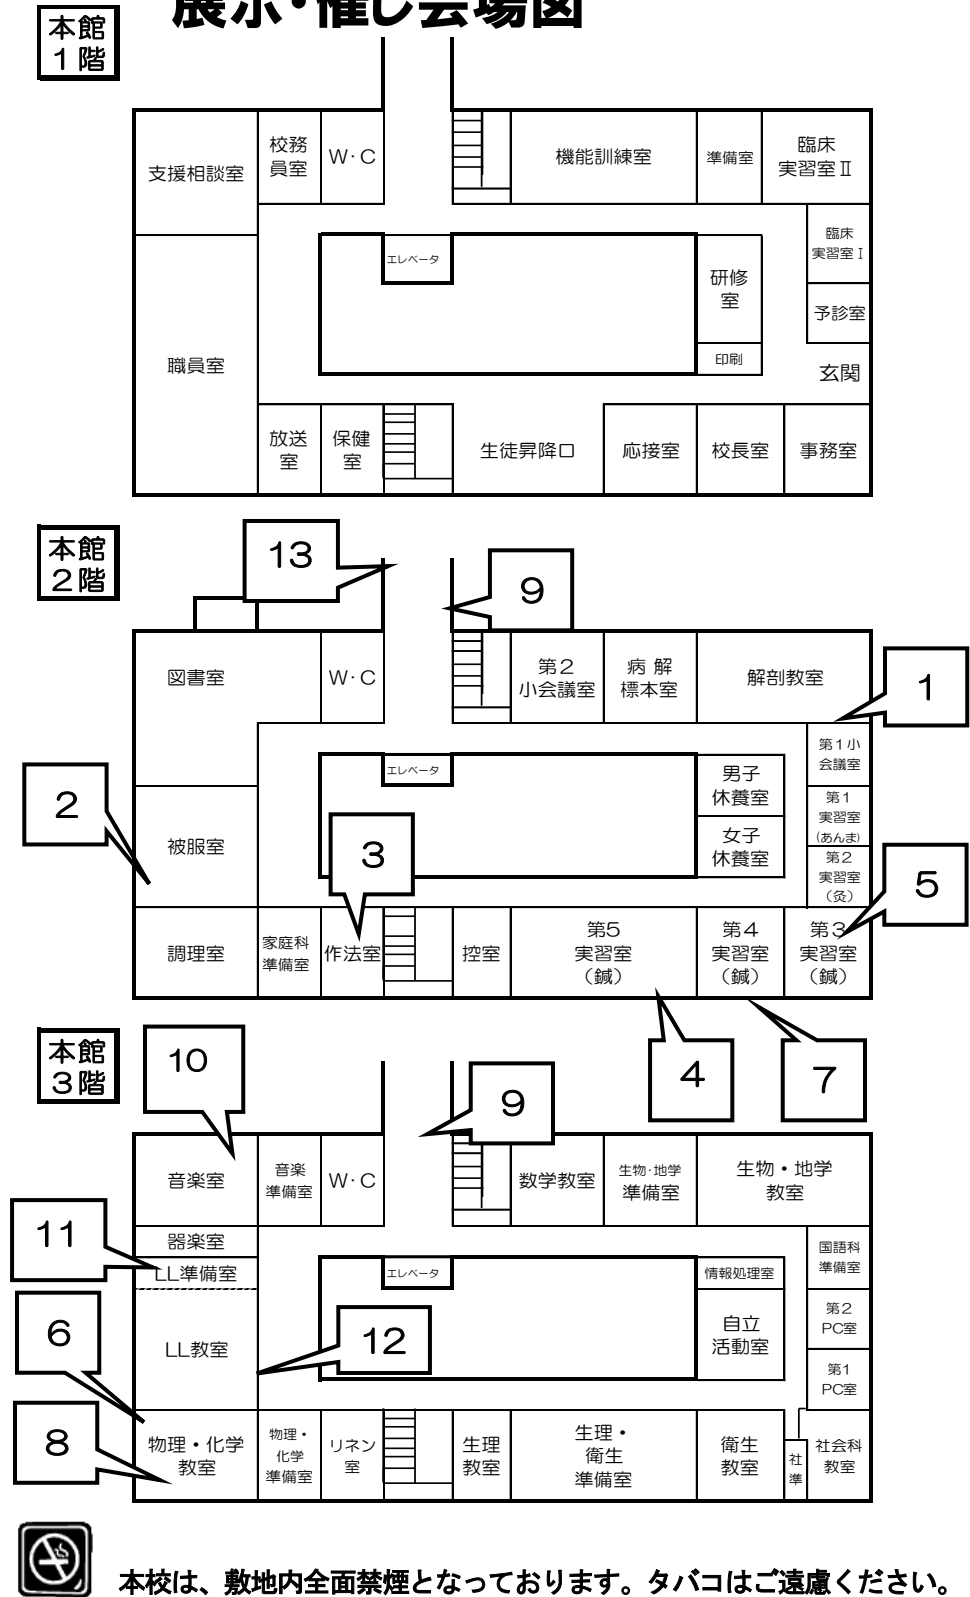 展示・催し会場図
本館
1階
支援相談室
校務
員室
W・C
機能訓練室
準備室
臨床
実習室Ⅱ
臨床
実習室Ⅰ
エレベータ
研修
室
予診室
印刷
職員室
玄関
放送
室
保健
室
生徒昇降口
応接室
校長室
事務室
本館
2階
13
9
図書室
W・C
第2
小会議室
病 解
標本室
解剖教室
1
第1小
会議室
エレベータ
男子
休養室
第1
実習室
(あんま)
2
被服室
3
女子
休養室
第2
実習室
(灸)
5
調理室
家庭科
準備室
作法室
控室
第5
実習室
(鍼)
第4
実習室
(鍼)
第3
実習室
(鍼)
4
7
本館
3階
10
9
音楽室
音楽
準備室
W・C
数学教室
生物・地学
準備室
生物・地学
教室
11
器楽室
LL準備室
エレベータ
情報処理室
国語科
準備室
6
LL教室
12
自立
活動室
第2
PC室
第1
PC室
8
物理・化学
教室
物理・
化学
準備室
リネン
室
生理
教室
生理・
衛生
準備室
衛生
教室
社
準
社会科
教室
本校は、敷地内全面禁煙となっております。タバコはご遠慮ください。